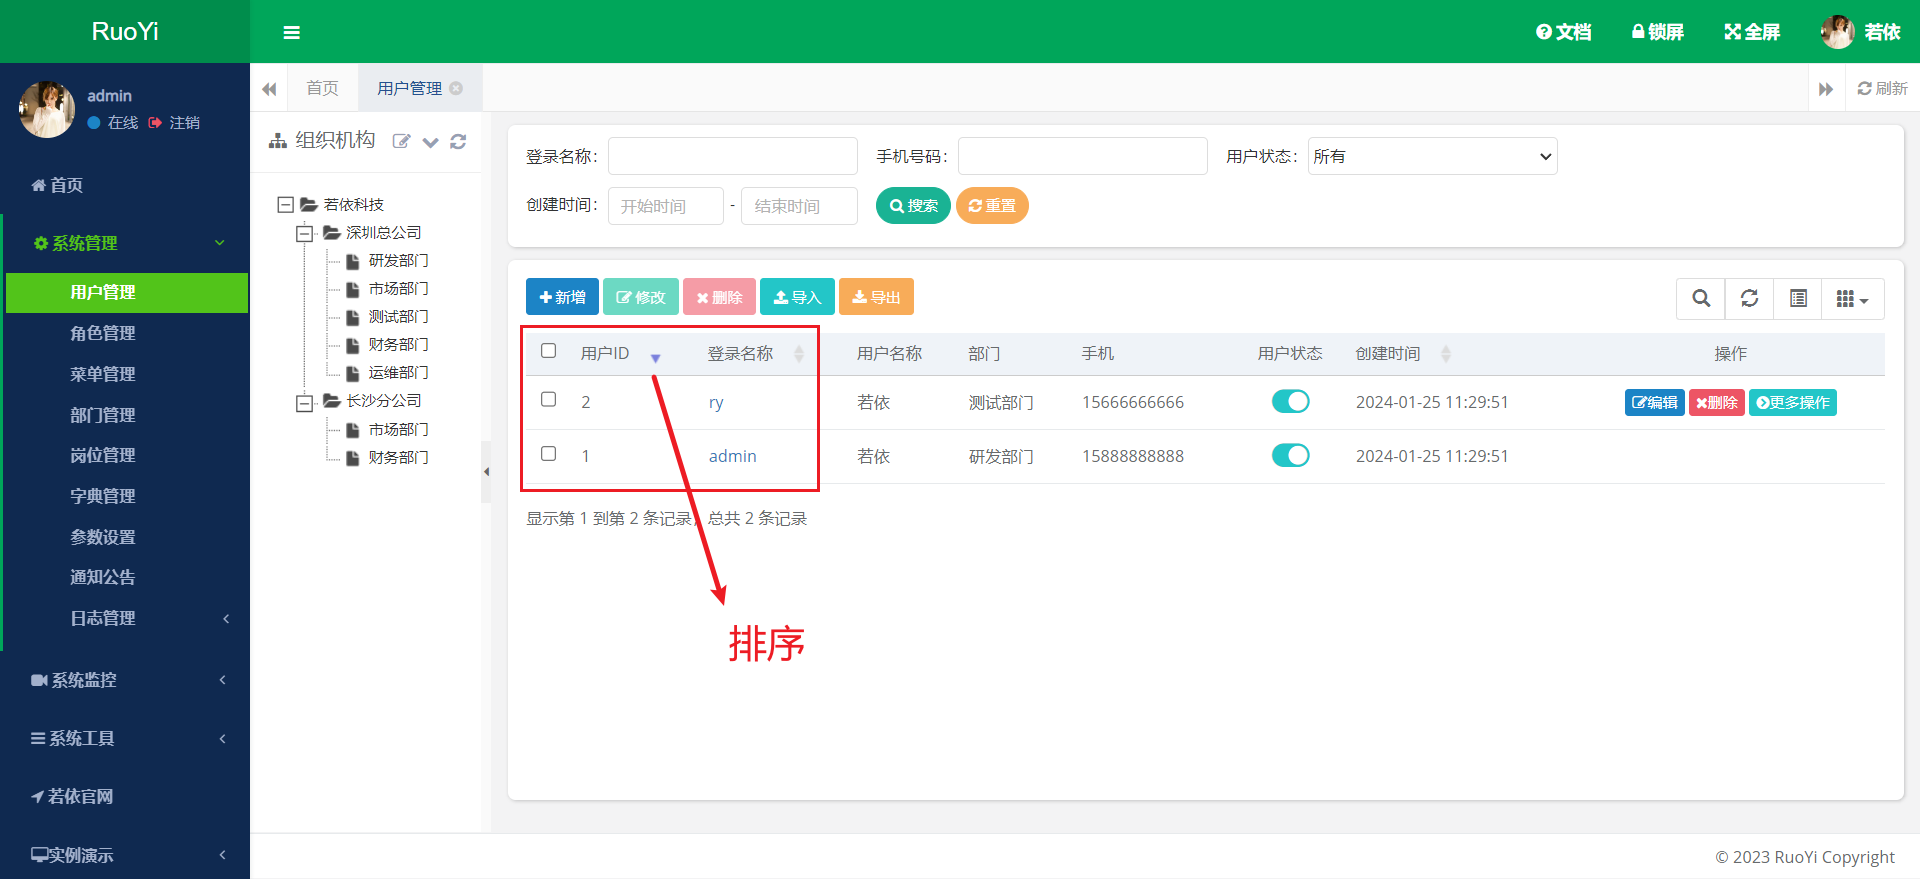 RuoYi
文档
锁屏
全屏
若依
admin
在线
注销
首页
系统管理
用户管理
角色管理
菜单管理
部门管理
岗位管理
字典管理
参数设置
通知公告
日志管理
系统监控
系统工具
若依官网
实例演示
首页
用户管理
刷新
组织机构
若依科技
深圳总公司
研发部门
市场部门
测试部门
财务部门
运维部门
长沙分公司
市场部门
财务部门
登录名称：
手机号码：
用户状态： 所有
创建时间： 开始时间 - 结束时间
搜索
重置
新增
修改
删除
导入
导出
用户ID 登录名称 用户名称 部门 手机 用户状态 创建时间 操作
2 ry 若依 测试部门 15666666666 2024-01-25 11:29:51 编辑 删除 更多操作
1 admin 若依 研发部门 15888888888 2024-01-25 11:29:51
显示第 1 到第 2 条记录，总共 2 条记录
排序
© 2023 RuoYi Copyright